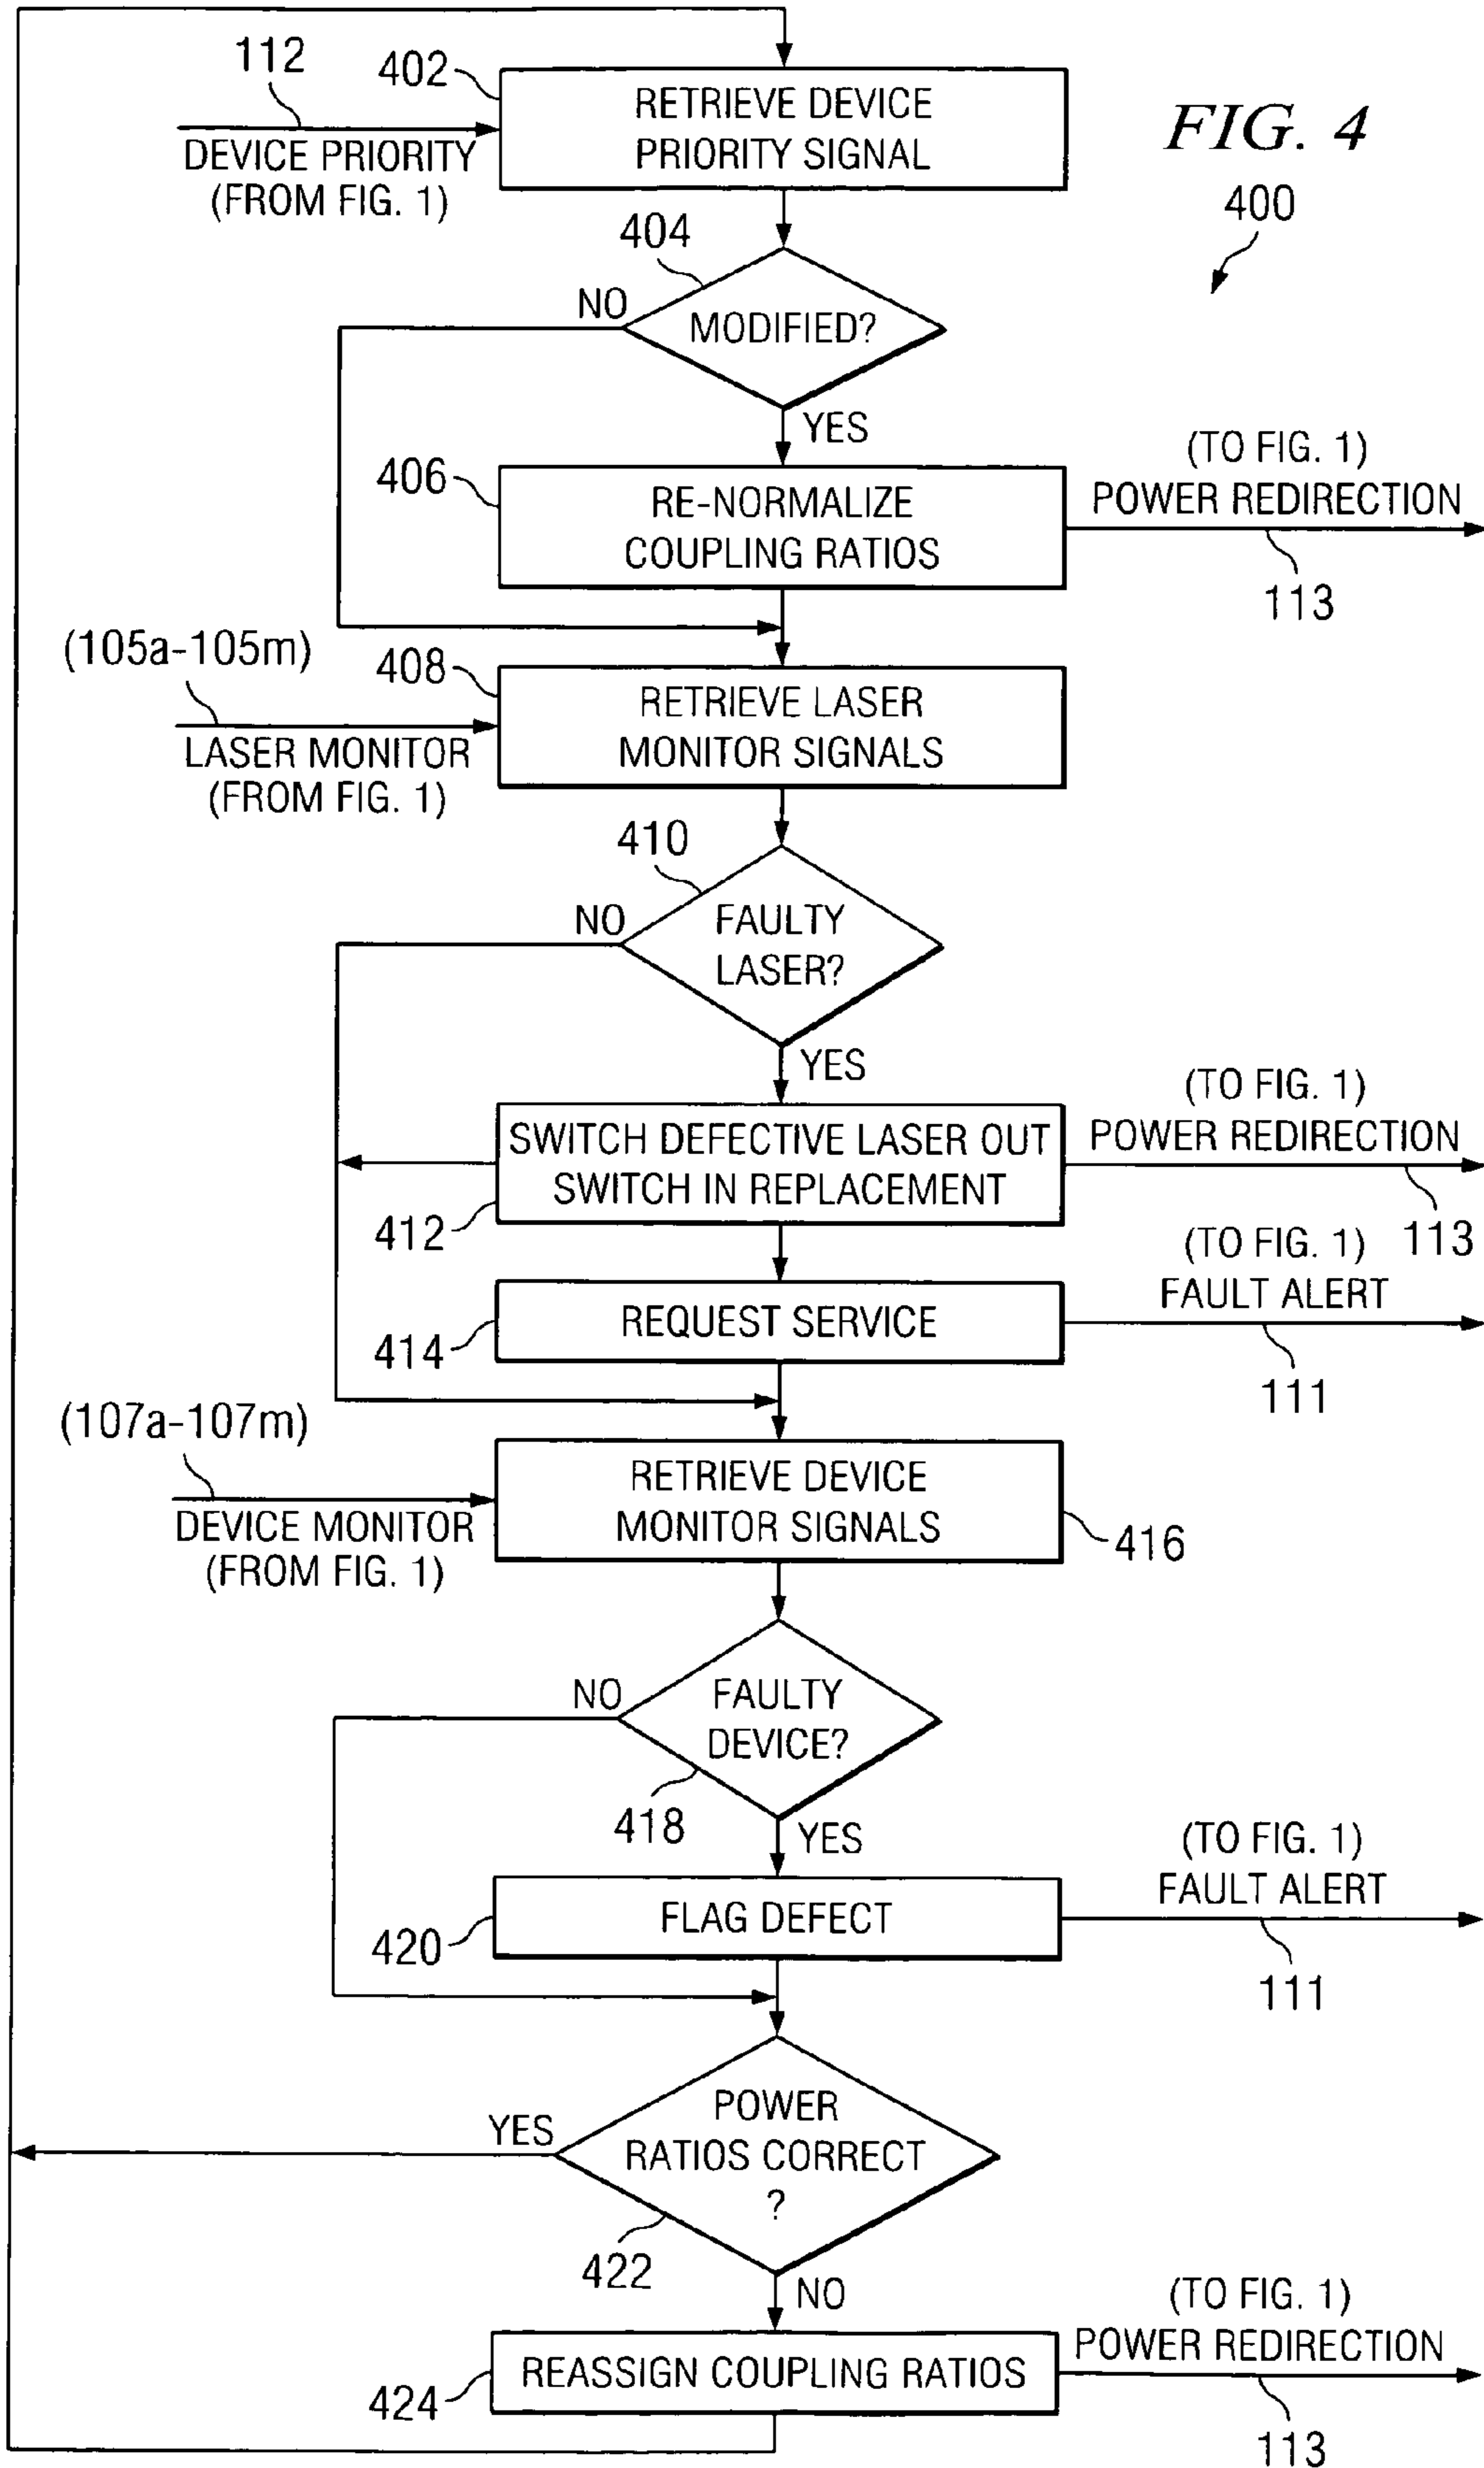 112
402
RETRIEVE DEVICE
PRIORITY SIGNAL
FIG. 4
DEVICE PRIORITY
(FROM FIG. 1)
400
404
NO
MODIFIED?
YES
406
RE-NORMALIZE
COUPLING RATIOS
(TO FIG. 1)
POWER REDIRECTION
113
(105a-105m)
408
RETRIEVE LASER
MONITOR SIGNALS
LASER MONITOR
(FROM FIG. 1)
410
NO
FAULTY
LASER?
YES
SWITCH DEFECTIVE LASER OUT
SWITCH IN REPLACEMENT
412
(TO FIG. 1)
POWER REDIRECTION
113
REQUEST SERVICE
414
(TO FIG. 1)
FAULT ALERT
111
(107a-107m)
RETRIEVE DEVICE
MONITOR SIGNALS
416
DEVICE MONITOR
(FROM FIG. 1)
NO
FAULTY
DEVICE?
418
YES
FLAG DEFECT
420
(TO FIG. 1)
FAULT ALERT
111
YES
POWER
RATIOS CORRECT
?
422
NO
REASSIGN COUPLING RATIOS
424
(TO FIG. 1)
POWER REDIRECTION
113